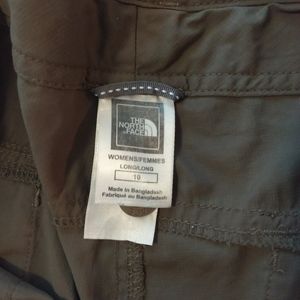 THE
NORTH
FACE
WOMENS/FEMMES
LONG/LONG
10
Made in Bangladesh
Fabriqué au Bangladesh